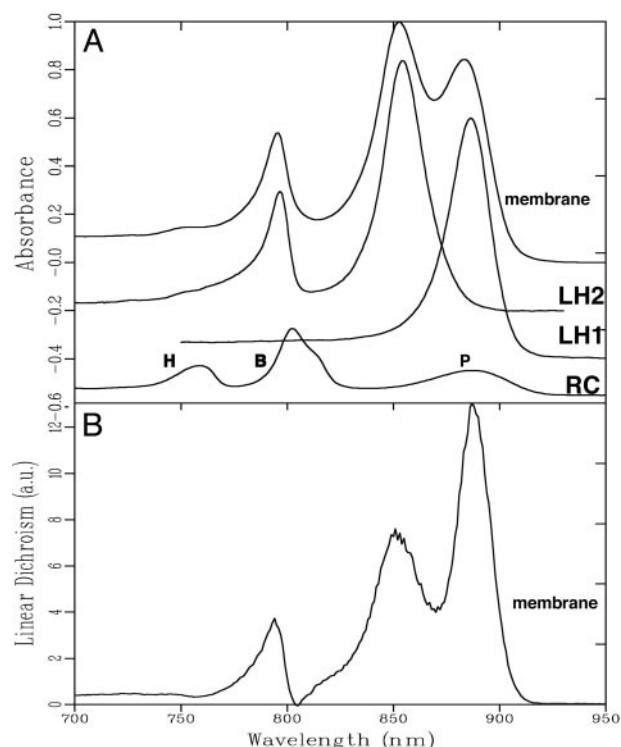 A
1.0
0.8
0.6
0.4
0.2
-0.0
-0.2
-0.4
-0.6
Absorbance
membrane
LH2
LH1
H
B
P
RC
B
12
10
8
6
4
2
0
Linear Dichroism (a.u.)
membrane
700 750 800 850 900 950
Wavelength (nm)